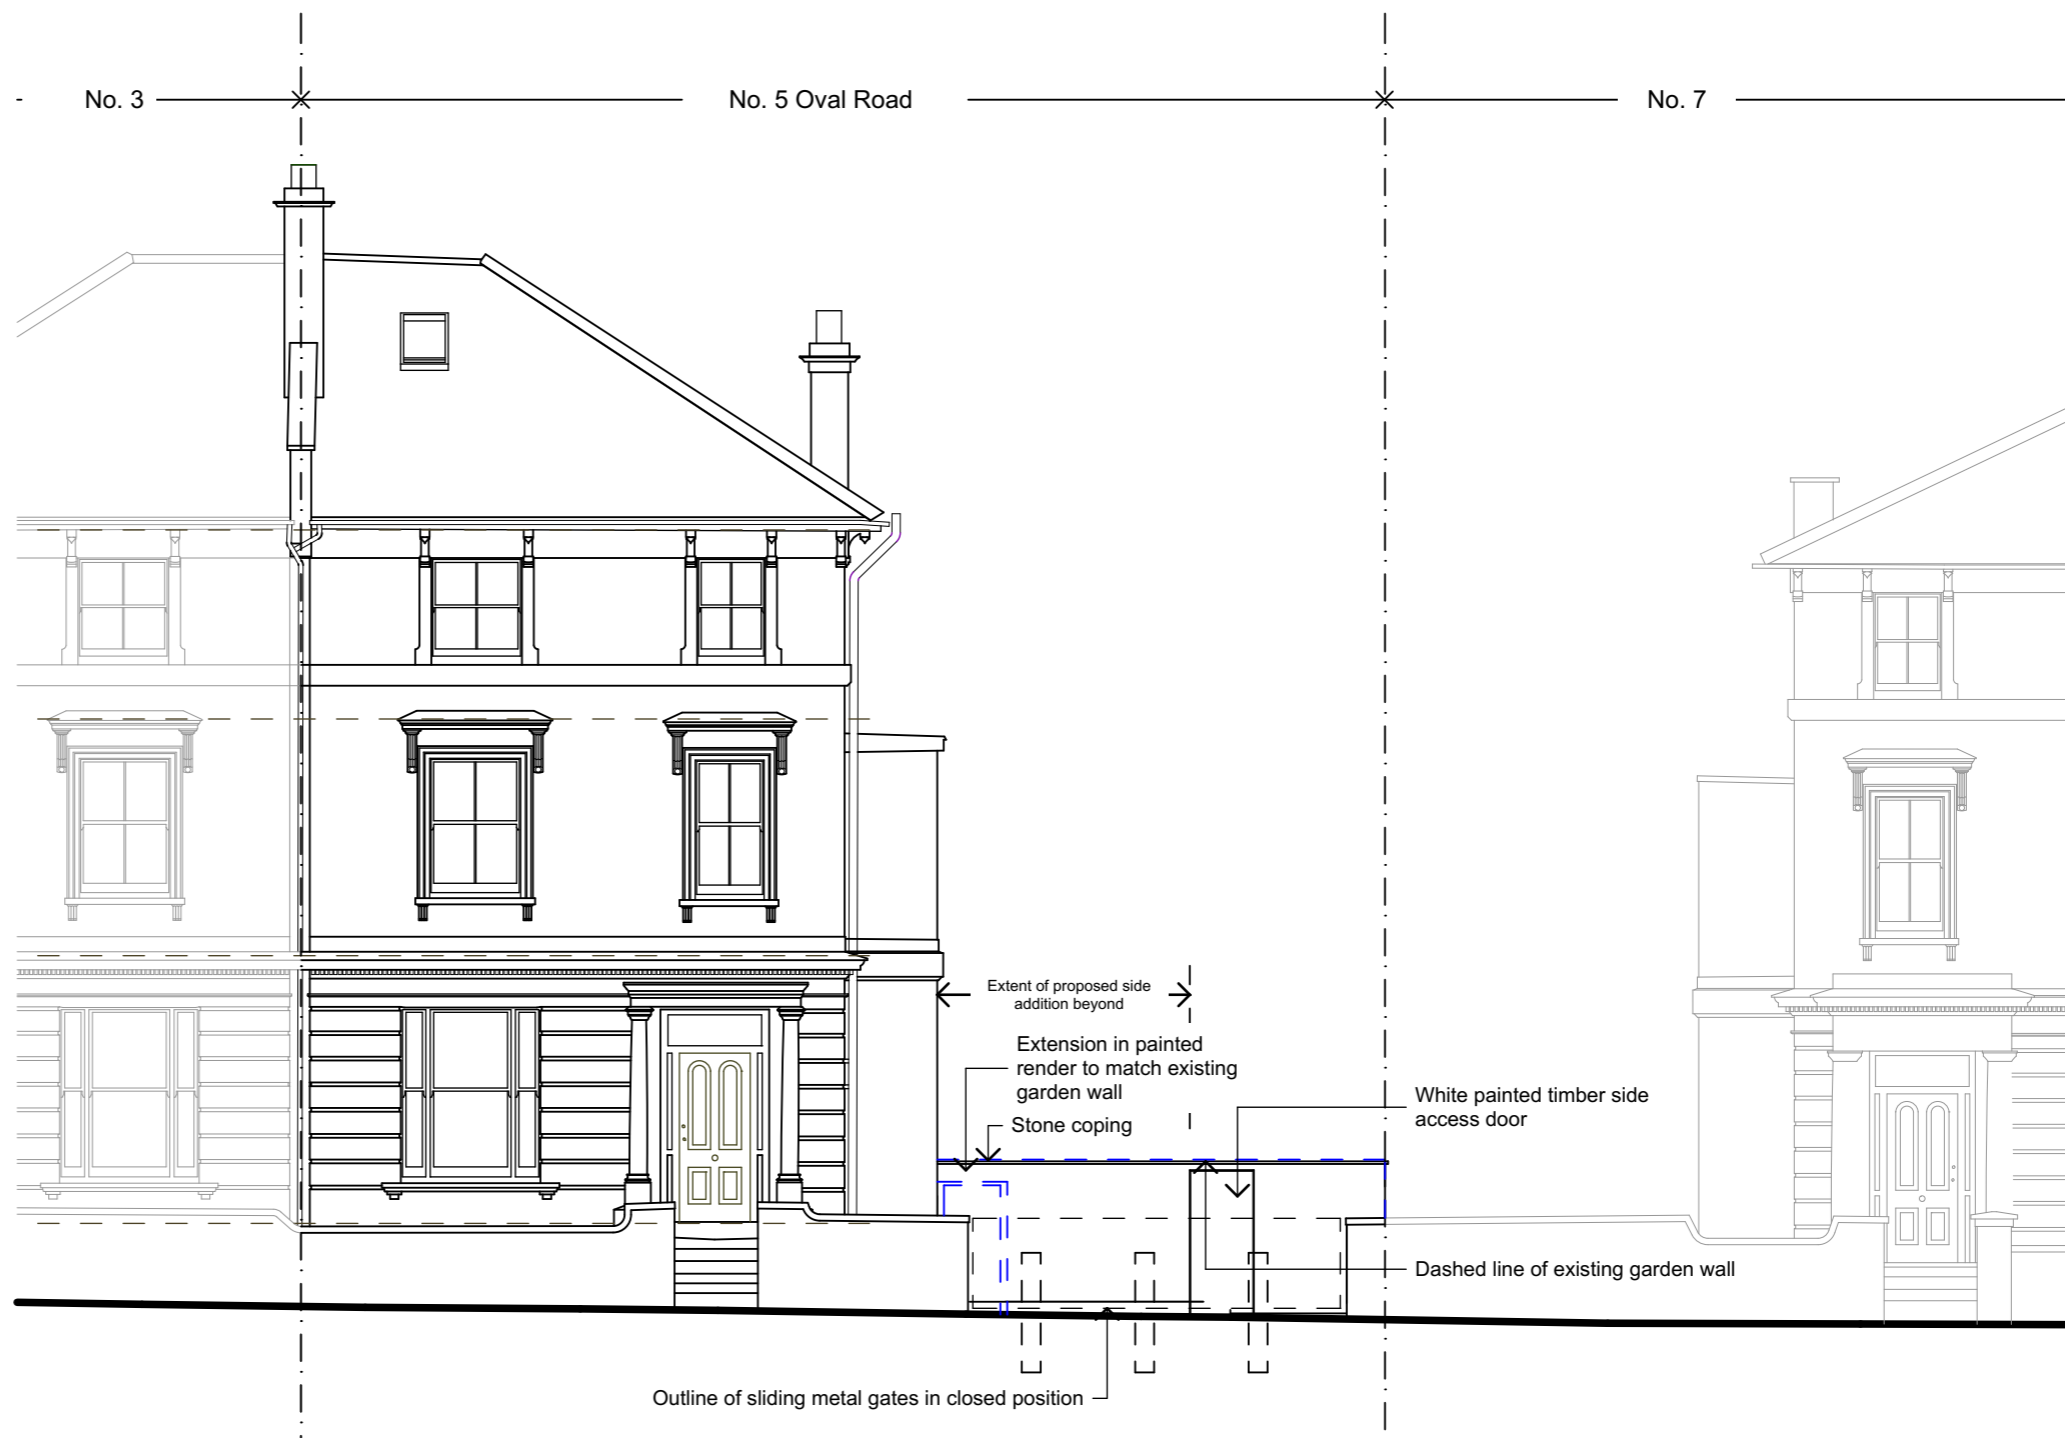 No. 3
No. 5 Oval Road
No. 7
Extent of proposed side
addition beyond
Extension in painted
render to match existing
garden wall
Stone coping
White painted timber side
access door
Dashed line of existing garden wall
Outline of sliding metal gates in closed position